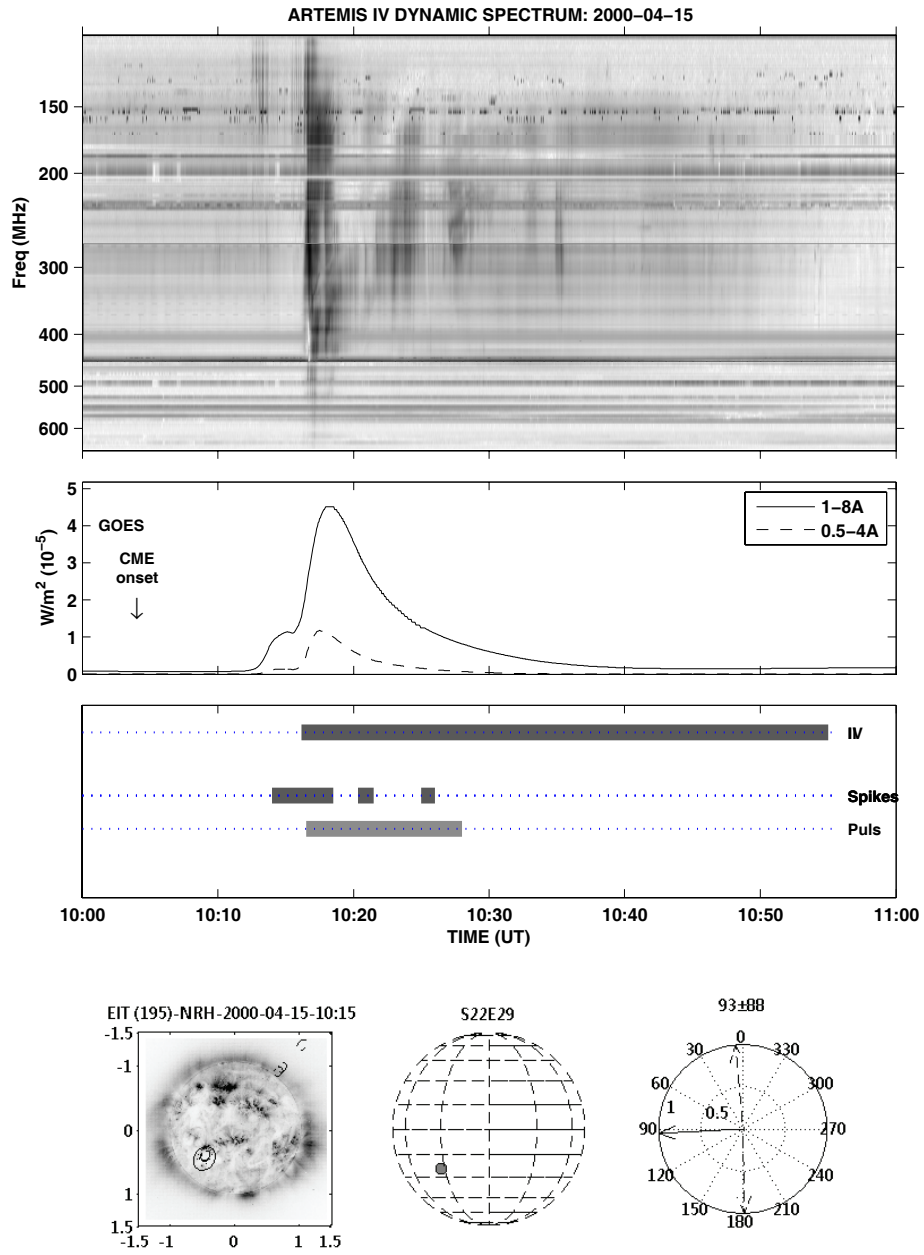 ARTEMIS IV DYNAMIC SPECTRUM: 2000−04−15
Freq (MHz)
150
200
300
400
500
600
W/m² (10⁻⁵)
5
4
3
2
1
0
GOES
CME
onset
1−8A
0.5−4A
IV
Spikes
Puls
10:00 10:10 10:20 10:30 10:40 10:50 11:00
TIME (UT)
EIT (195)-NRH-2000-04-15-10:15
-1.5
-1
0
1
1.5
-1.5 -1 0 1 1.5
S22E29
93±88
0
30 330
60 300
1 0.5
90 270
120 240
150 210
180